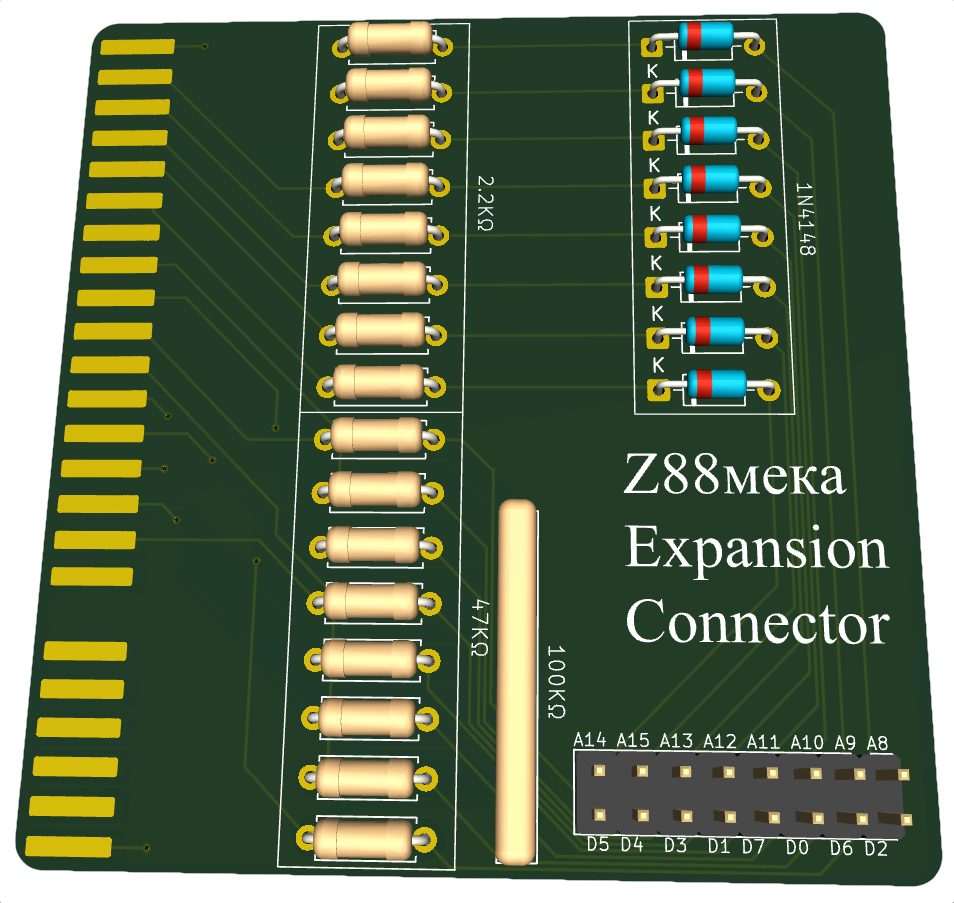 K
K
K
K
K
K
K
2.2KΩ
1N4148
Z88мека
Expansion
Connector
47KΩ
100KΩ
A14 A15 A13 A12 A11 A10 A9 A8
D5 D4 D3 D1 D7 D0 D6 D2